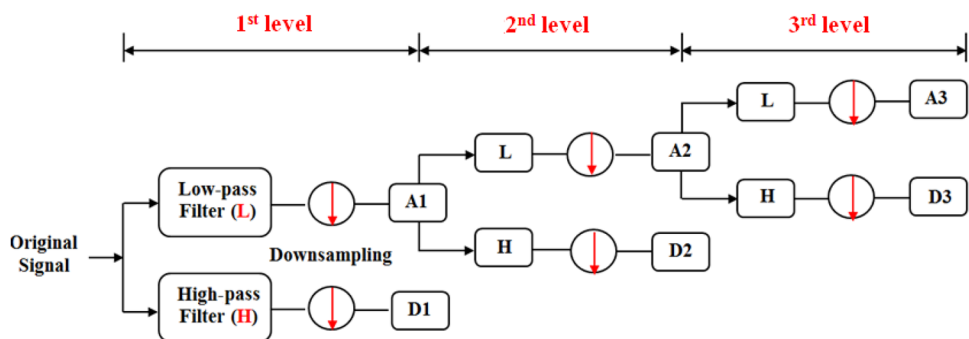 1st level
2nd level
3rd level
L
A3
L
A2
Low-pass
Filter (L)
A1
H
D3
Original
Signal
Downsampling
H
D2
High-pass
Filter (H)
D1